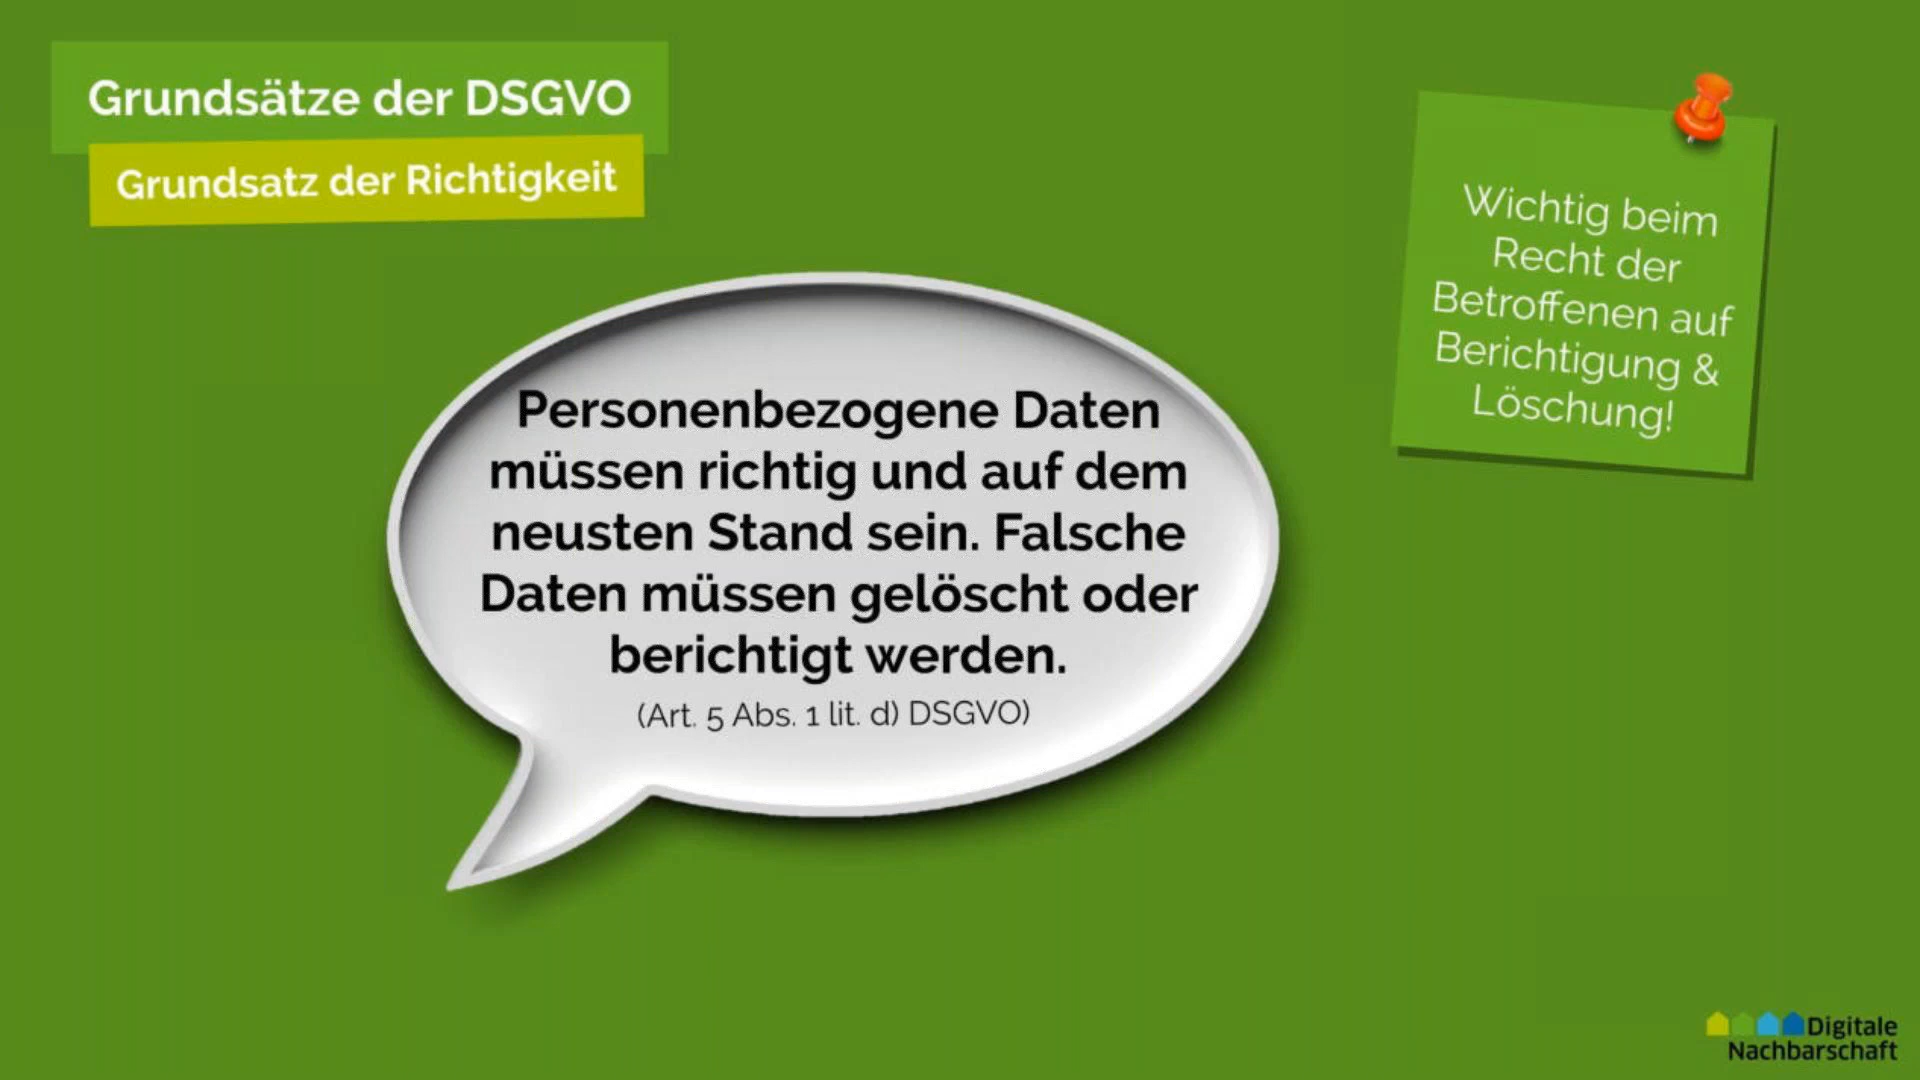 Grundsätze der DSGVO
Grundsatz der Richtigkeit
Wichtig beim
Recht der
Betroffenen auf
Berichtigung &
Löschung!
Personenbezogene Daten
müssen richtig und auf dem
neusten Stand sein. Falsche
Daten müssen gelöscht oder
berichtigt werden.
(Art. 5 Abs. 1 lit. d) DSGVO)
Digitale
Nachbarschaft